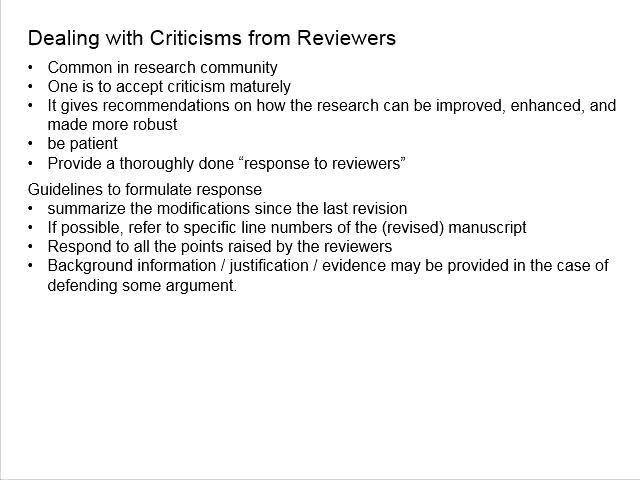 Dealing with Criticisms from Reviewers
• Common in research community
• One is to accept criticism maturely
• It gives recommendations on how the research can be improved, enhanced, and
made more robust
• be patient
• Provide a thoroughly done “response to reviewers”
Guidelines to formulate response
• summarize the modifications since the last revision
• If possible, refer to specific line numbers of the (revised) manuscript
• Respond to all the points raised by the reviewers
• Background information / justification / evidence may be provided in the case of
defending some argument.